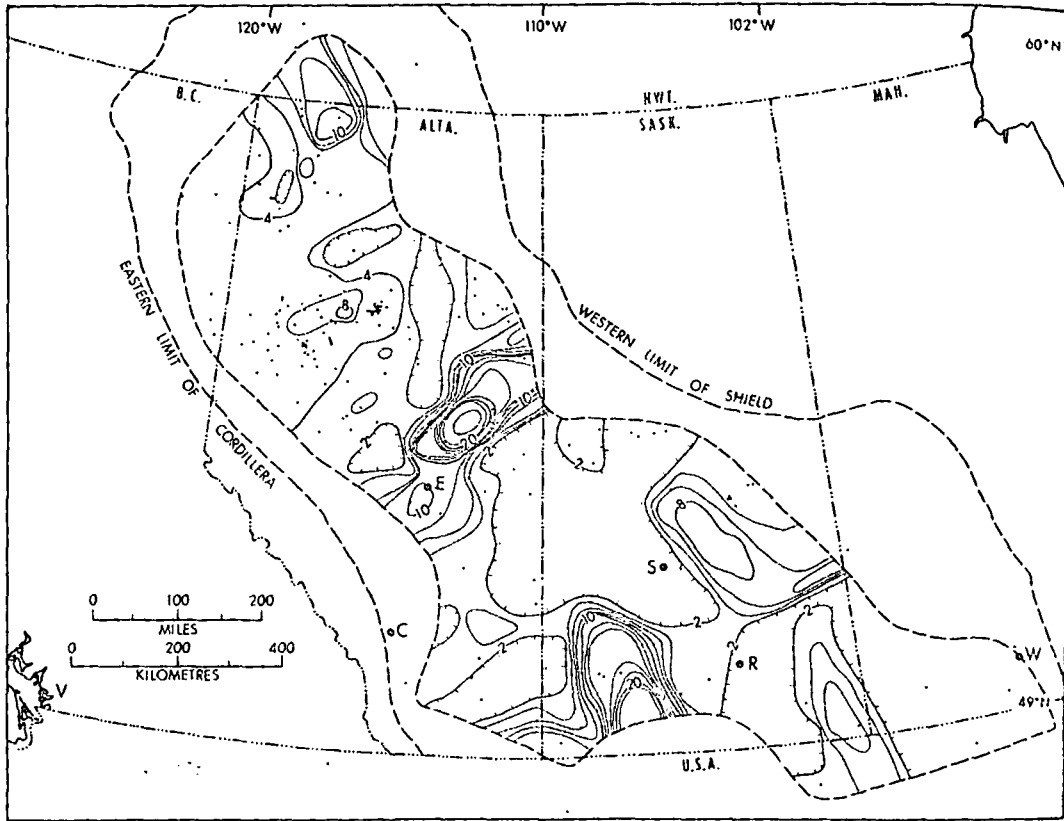 120°W
110°W
102°W
60°N
B.C.
ALTA.
NWT.
SASK.
MAN.
10
4
4
8
EASTERN LIMIT OF CORDILLERA
WESTERN LIMIT OF SHIELD
10
20
2
2
2
E
10
8
S
0 100 200
MILES
0 200 400
KILOMETRES
C
2
2
2
R
W
20
V
49°N
U.S.A.